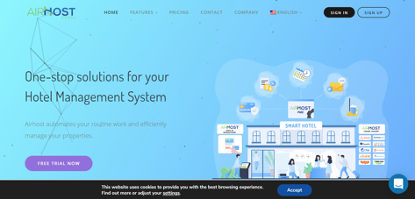 AIRHOST
HOME FEATURES PRICING CONTACT COMPANY ENGLISH SIGN IN SIGN UP
One-stop solutions for your
Hotel Management System
Airhost automates your routine work and efficiently
manage your properties.
FREE TRIAL NOW
AIRHOST
PMS
SMART HOTEL
AIRHOST
AIRHOST
This website uses cookies to provide you with the best browsing experience.
Find out more or adjust your settings.
Accept